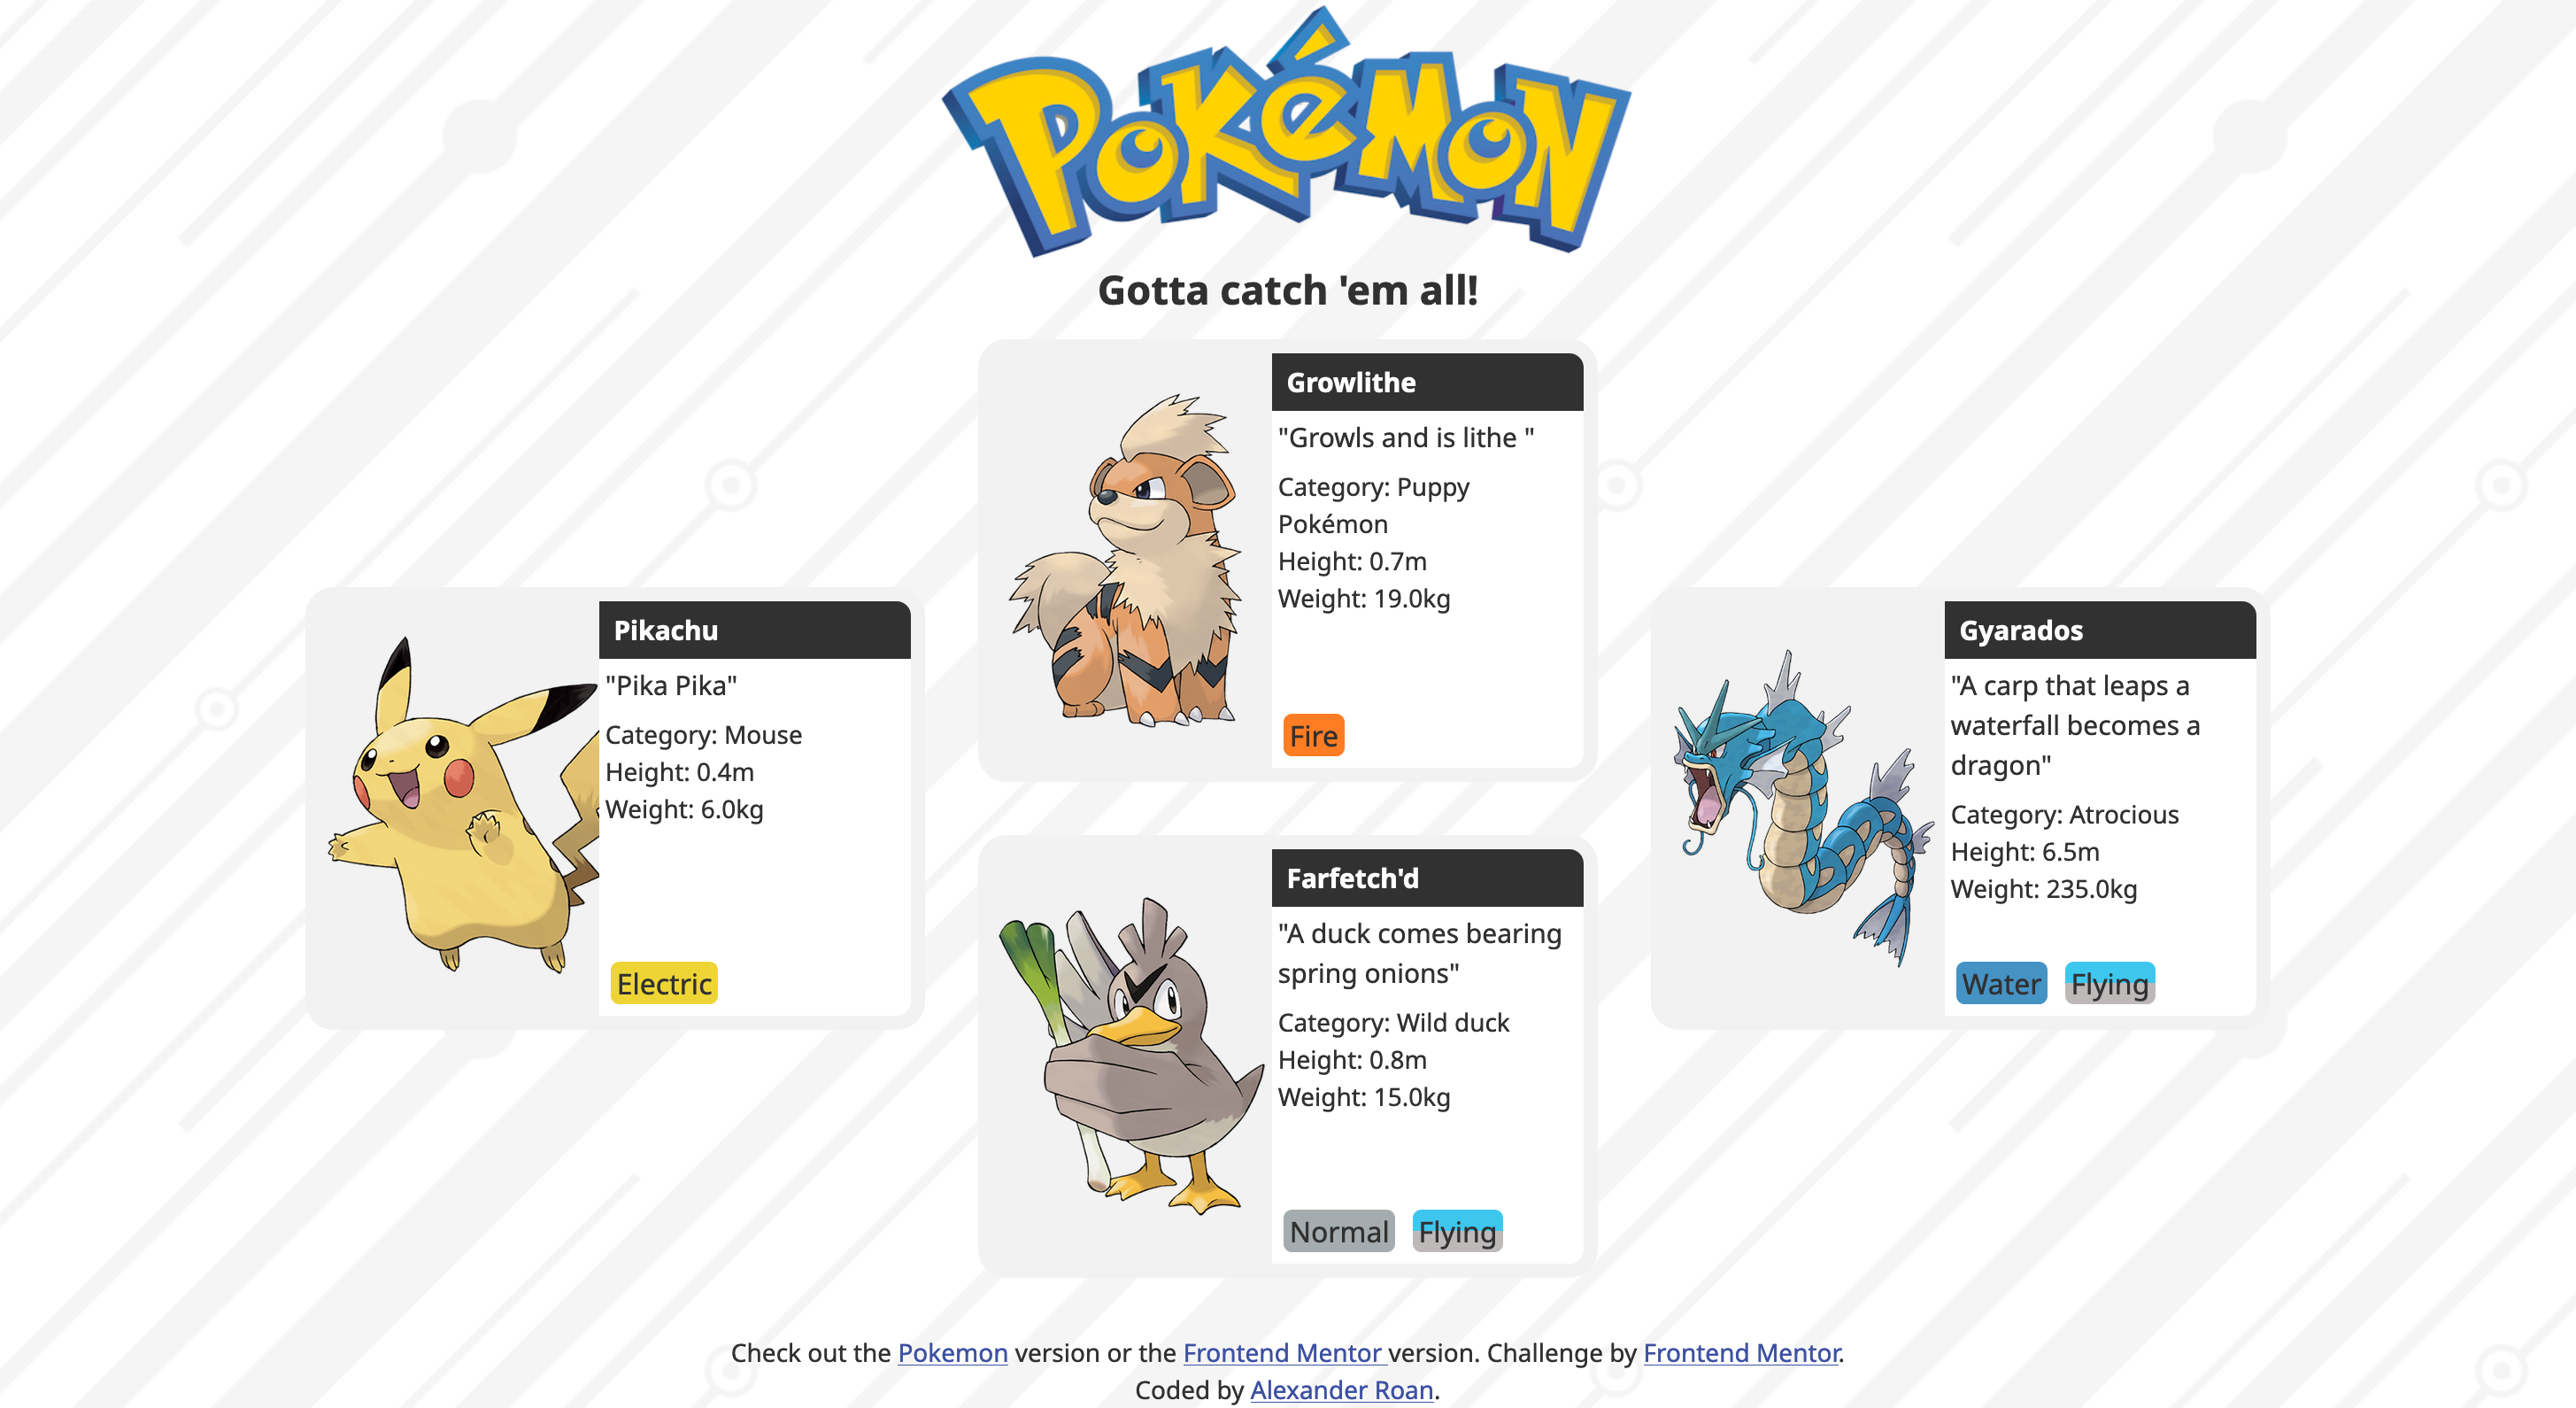 Pokémon
Gotta catch 'em all!
Growlithe
"Growls and is lithe "
Category: Puppy
Pokémon
Height: 0.7m
Weight: 19.0kg
Fire
Pikachu
"Pika Pika"
Category: Mouse
Height: 0.4m
Weight: 6.0kg
Electric
Gyarados
"A carp that leaps a
waterfall becomes a
dragon"
Category: Atrocious
Height: 6.5m
Weight: 235.0kg
Water Flying
Farfetch'd
"A duck comes bearing
spring onions"
Category: Wild duck
Height: 0.8m
Weight: 15.0kg
Normal Flying
Check out the Pokemon version or the Frontend Mentor version. Challenge by Frontend Mentor.
Coded by Alexander Roan.